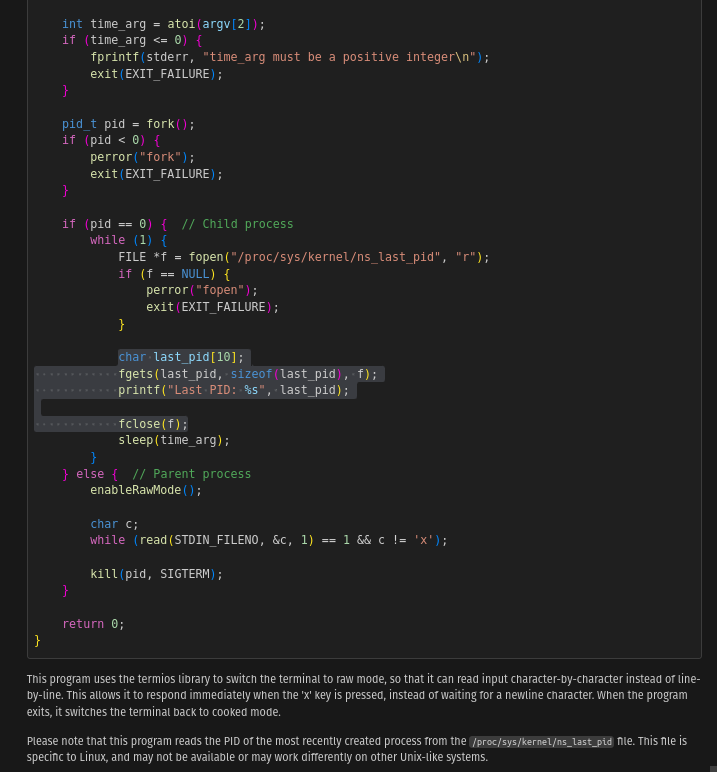 int time_arg = atoi(argv[2]);
    if (time_arg <= 0) {
        fprintf(stderr, "time_arg must be a positive integer\n");
        exit(EXIT_FAILURE);
    }

    pid_t pid = fork();
    if (pid < 0) {
        perror("fork");
        exit(EXIT_FAILURE);
    }

    if (pid == 0) {  // Child process
        while (1) {
            FILE *f = fopen("/proc/sys/kernel/ns_last_pid", "r");
            if (f == NULL) {
                perror("fopen");
                exit(EXIT_FAILURE);
            }

            char last_pid[10];
            fgets(last_pid, sizeof(last_pid), f);
            printf("Last PID: %s", last_pid);

            fclose(f);
            sleep(time_arg);
        }
    } else {  // Parent process
        enableRawMode();

        char c;
        while (read(STDIN_FILENO, &c, 1) == 1 && c != 'x');

        kill(pid, SIGTERM);
    }

    return 0;
}
This program uses the termios library to switch the terminal to raw mode, so that it can read input character-by-character instead of line-
by-line. This allows it to respond immediately when the 'x' key is pressed, instead of waiting for a newline character. When the program
exits, it switches the terminal back to cooked mode.
Please note that this program reads the PID of the most recently created process from the /proc/sys/kernel/ns_last_pid file. This file is
specific to Linux, and may not be available or may work differently on other Unix-like systems.